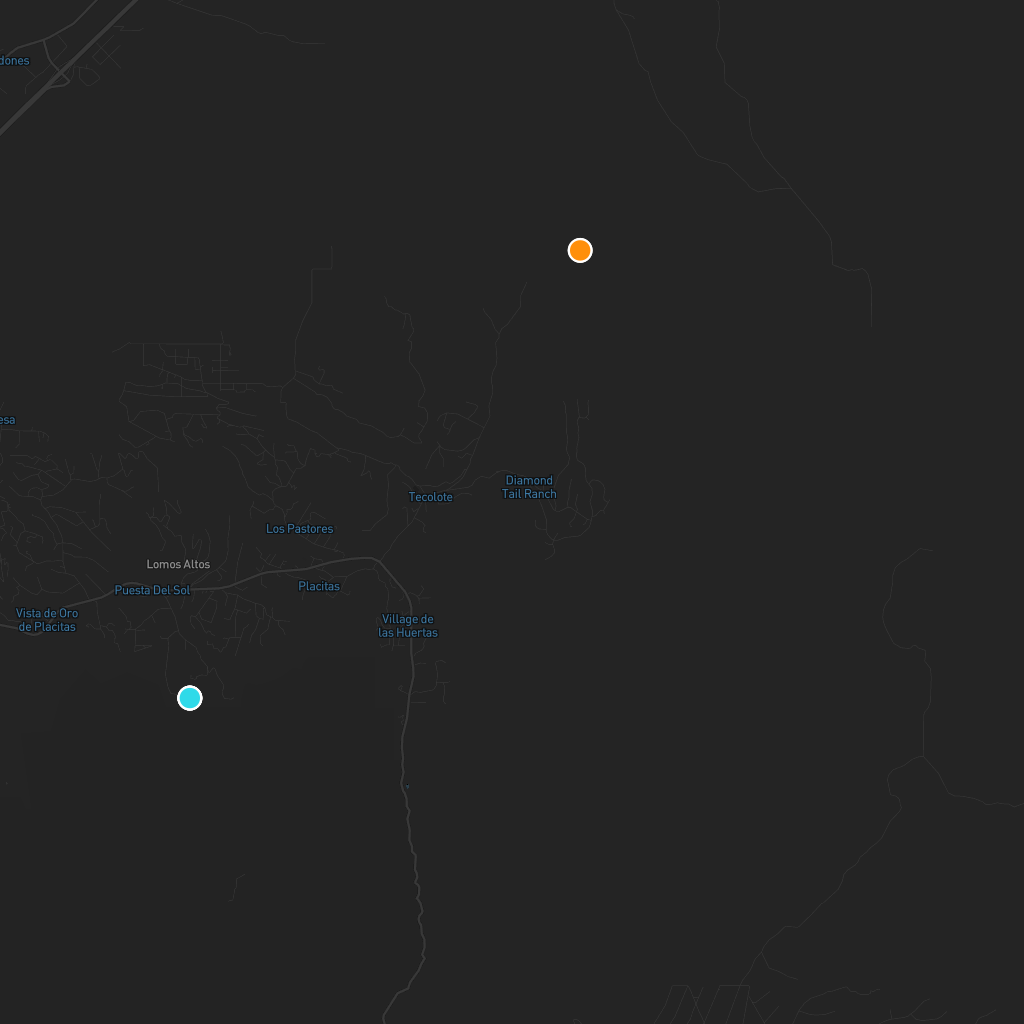 dones
esa
Diamond
Tail Ranch
Tecolote
Los Pastores
Lomos Altos
Puesta Del Sol
Placitas
Vista de Oro
de Placitas
Village de
las Huertas